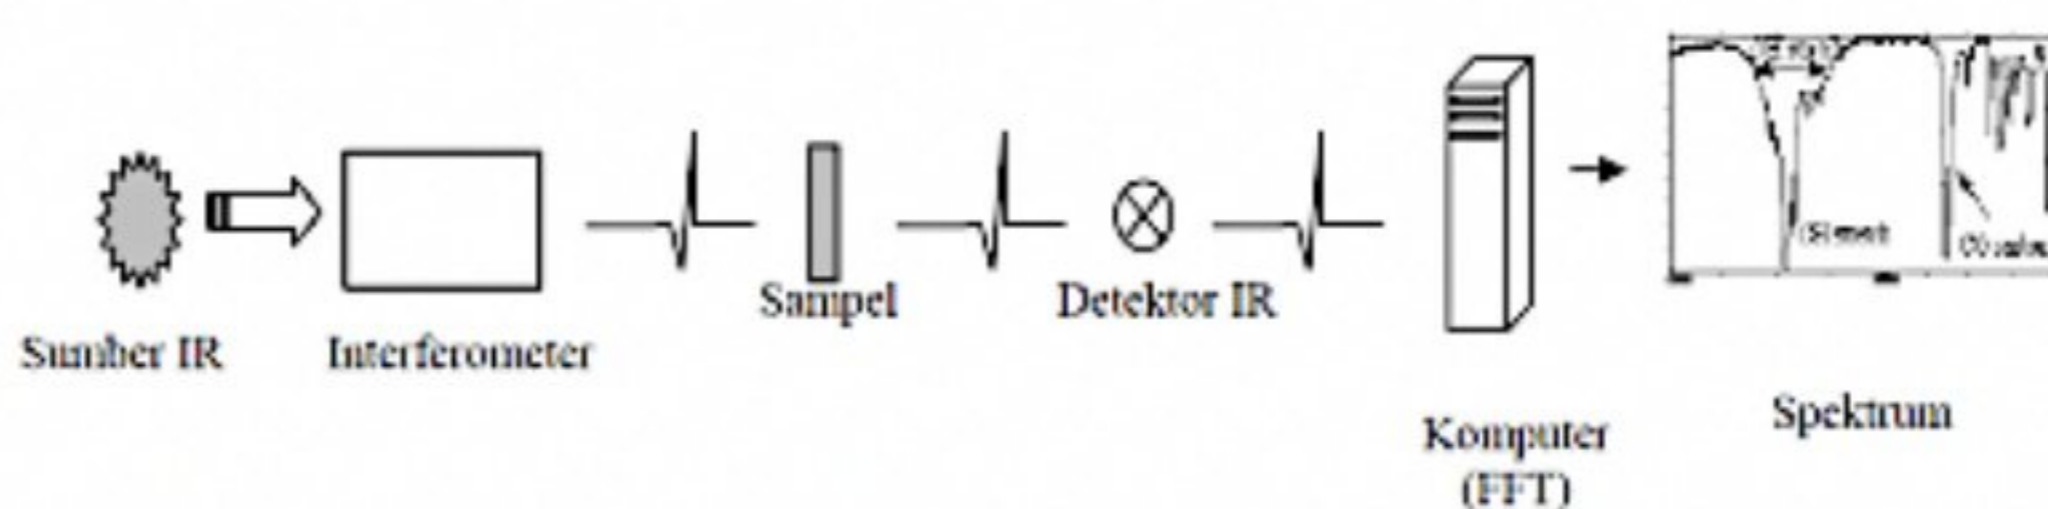 Sumber IR
Interferometer
Sampel
Detektor IR
Komputer
(FFT)
Spektrum